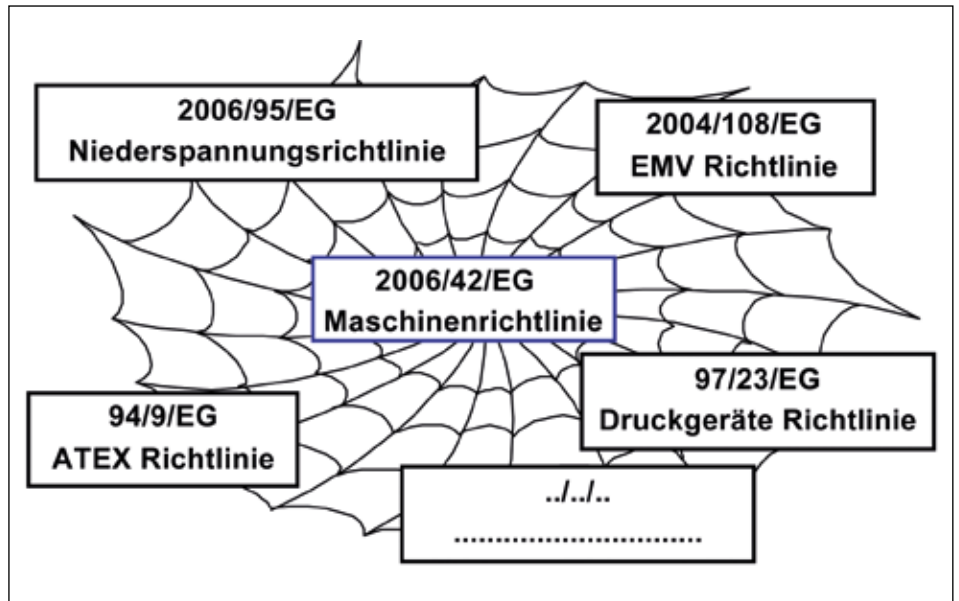 2006/95/EG
Niederspannungsrichtlinie
2004/108/EG
EMV Richtlinie
2006/42/EG
Maschinenrichtlinie
97/23/EG
Druckgeräte Richtlinie
94/9/EG
ATEX Richtlinie
../../..
..............................